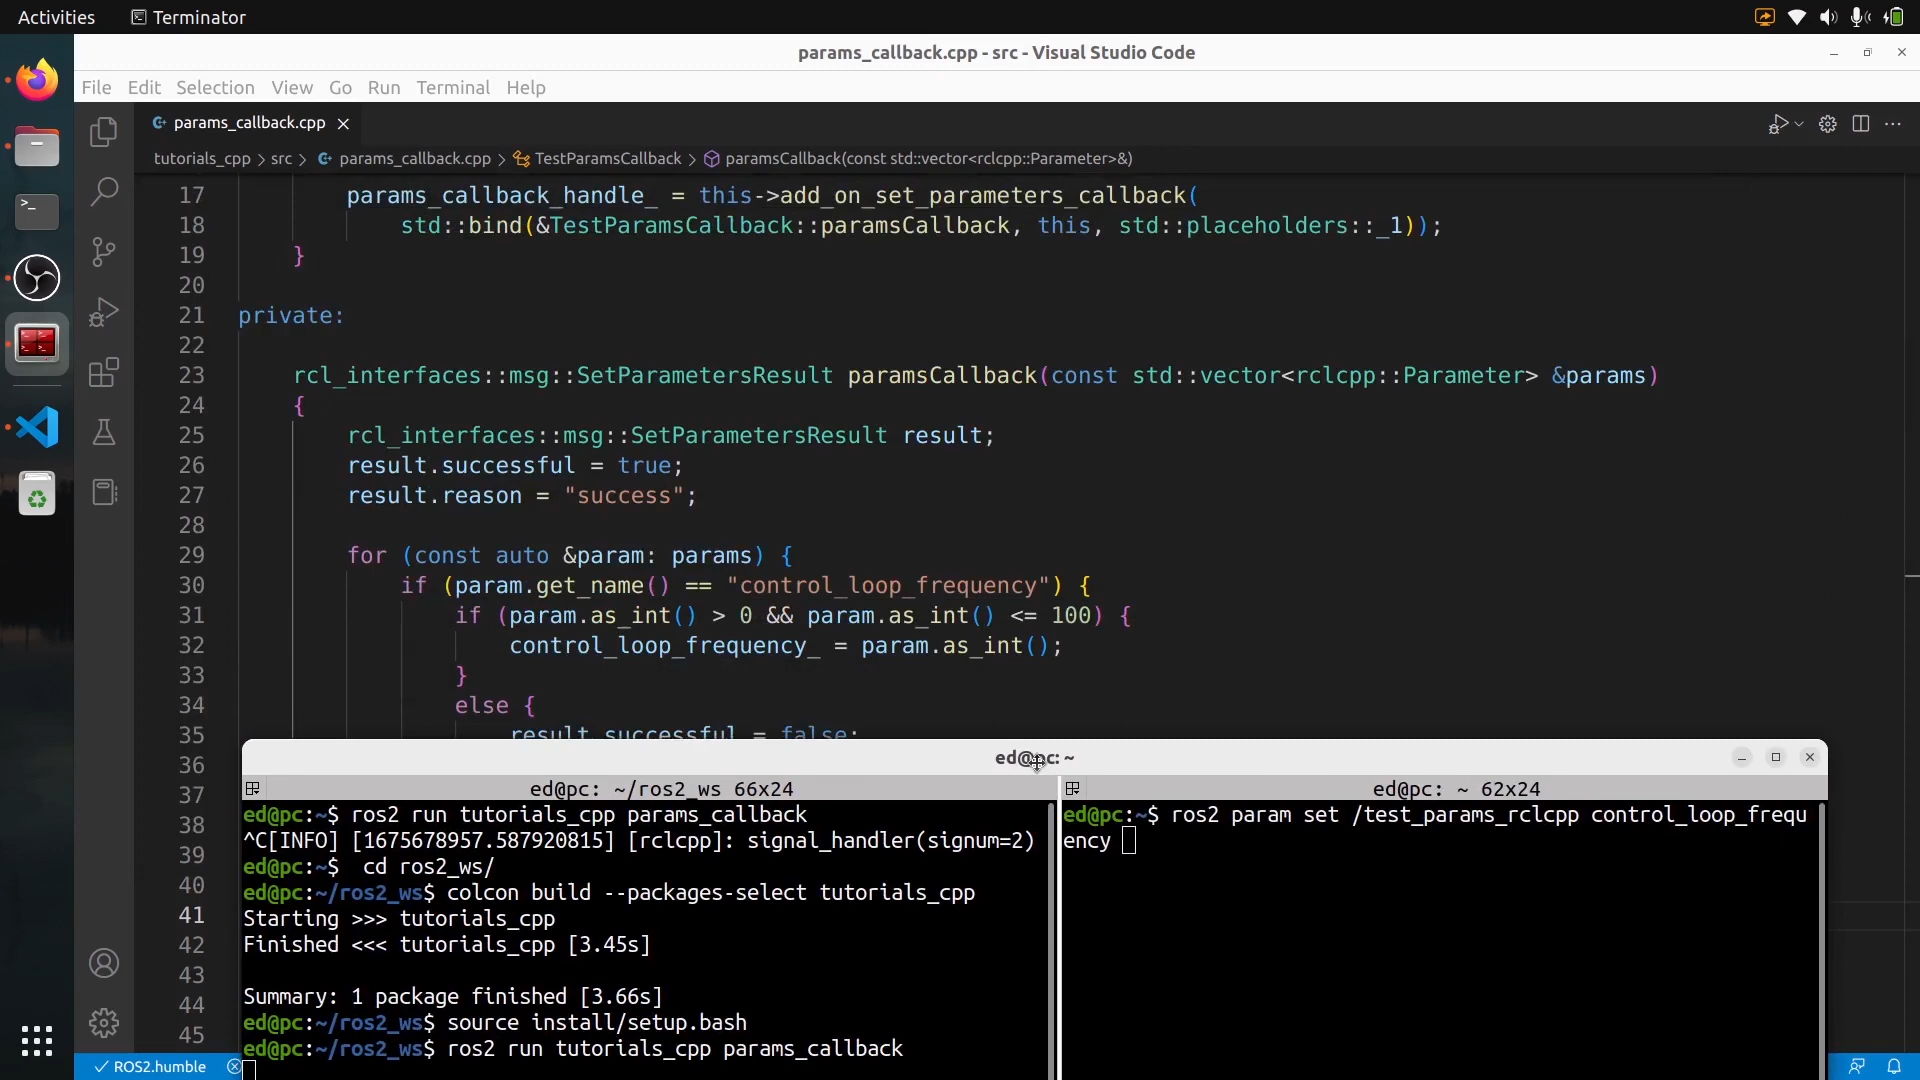 Activities
Terminator
params_callback.cpp - src - Visual Studio Code
File Edit Selection View Go Run Terminal Help
params_callback.cpp
tutorials_cpp > src > params_callback.cpp > TestParamsCallback > paramsCallback(const std::vector<rclcpp::Parameter>&)
17 params_callback_handle_ = this->add_on_set_parameters_callback(
18 std::bind(&TestParamsCallback::paramsCallback, this, std::placeholders::_1));
19 }
20
21 private:
22
23 rcl_interfaces::msg::SetParametersResult paramsCallback(const std::vector<rclcpp::Parameter> &params)
24 {
25 rcl_interfaces::msg::SetParametersResult result;
26 result.successful = true;
27 result.reason = "success";
28
29 for (const auto &param: params) {
30 if (param.get_name() == "control_loop_frequency") {
31 if (param.as_int() > 0 && param.as_int() <= 100) {
32 control_loop_frequency_ = param.as_int();
33 }
34 else {
35 result.successful = false;
36
37
38
39
40
41
42
43
44
45
ed@pc: ~
ed@pc: ~/ros2_ws 66x24
ed@pc:~$ ros2 run tutorials_cpp params_callback
^C[INFO] [1675678957.587920815] [rclcpp]: signal_handler(signum=2)
ed@pc:~$  cd ros2_ws/
ed@pc:~/ros2_ws$ colcon build --packages-select tutorials_cpp
Starting >>> tutorials_cpp
Finished <<< tutorials_cpp [3.45s]
Summary: 1 package finished [3.66s]
ed@pc:~/ros2_ws$ source install/setup.bash
ed@pc:~/ros2_ws$ ros2 run tutorials_cpp params_callback
ed@pc: ~ 62x24
ed@pc:~$ ros2 param set /test_params_rclcpp control_loop_frequ
ency
ROS2.humble